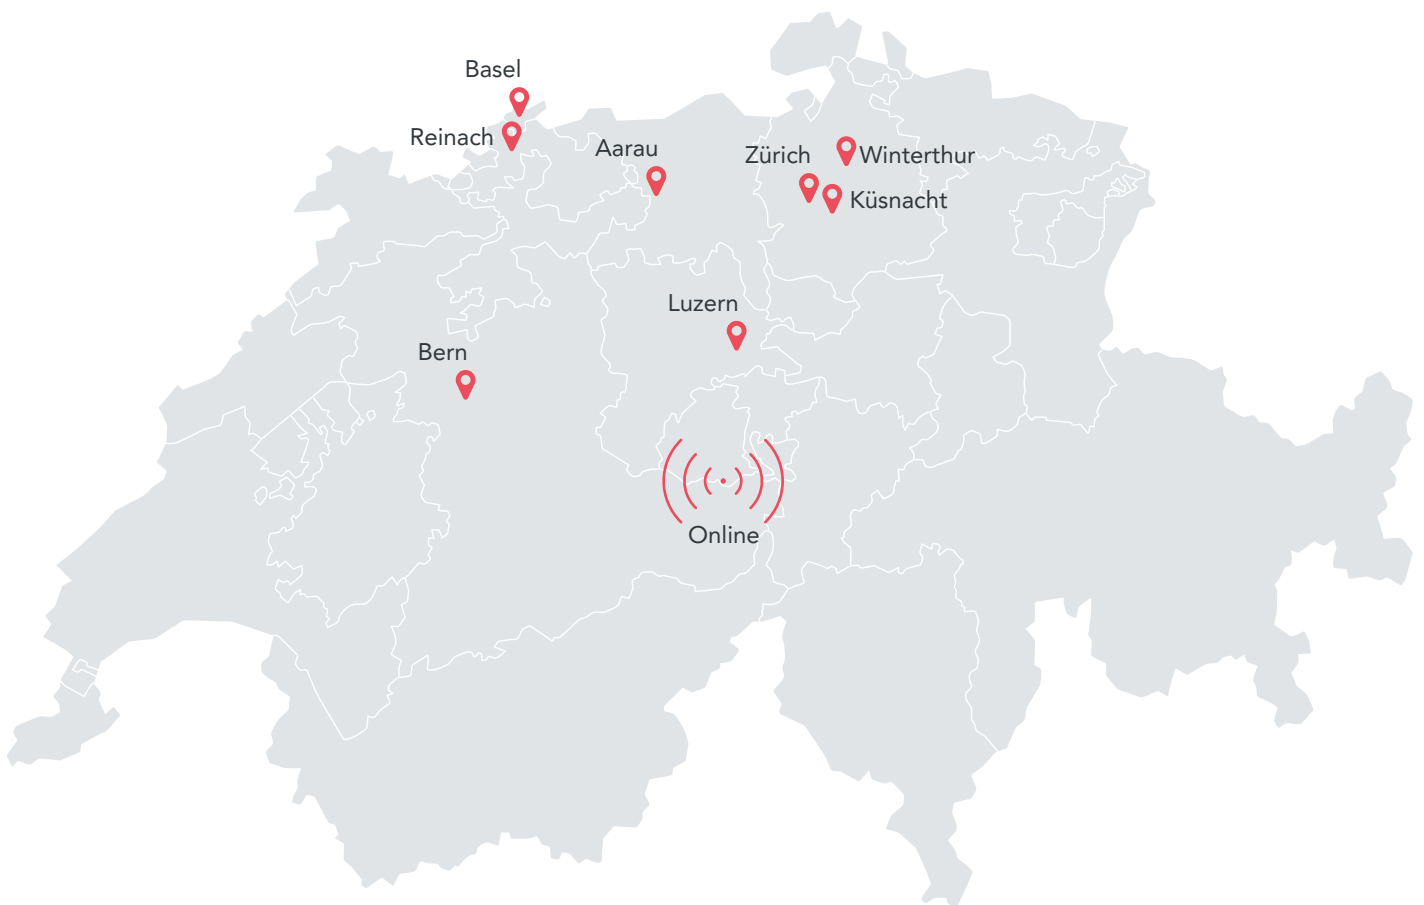 Basel
Reinach
Aarau
Zürich
Winterthur
Küsnacht
Luzern
Bern
Online